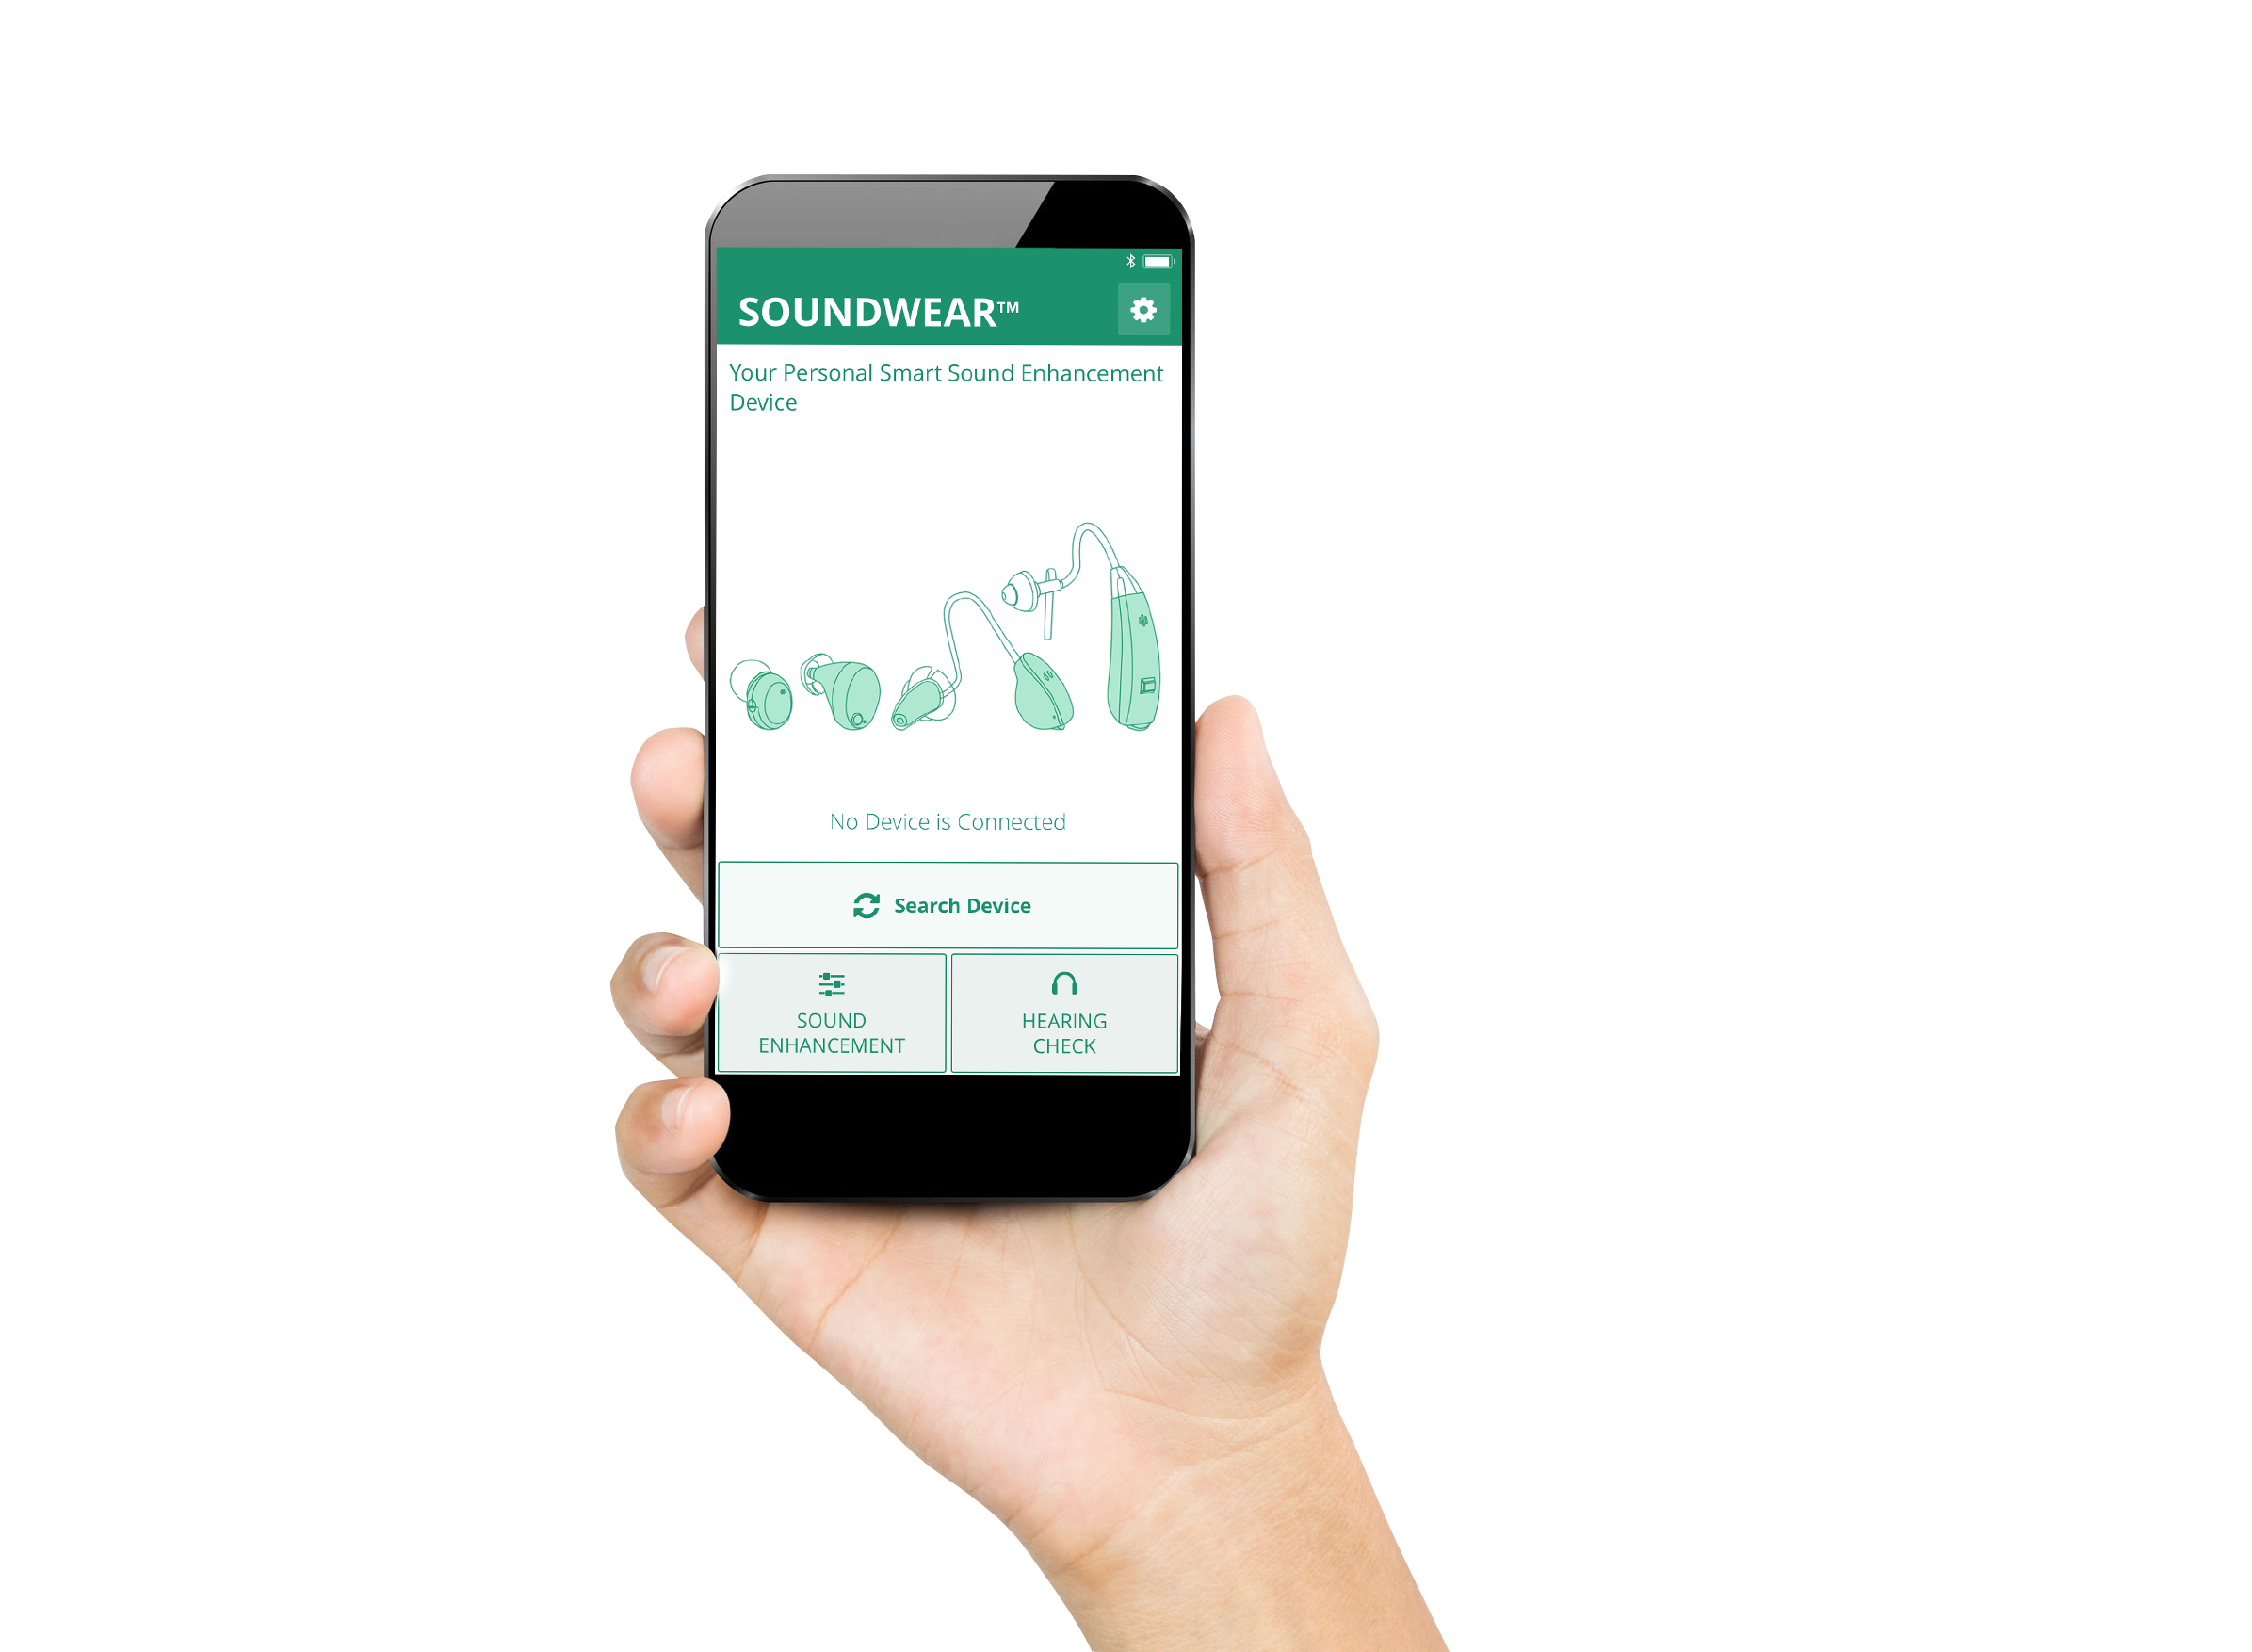 SOUNDWEAR™
Your Personal Smart Sound Enhancement
Device
No Device is Connected
Search Device
SOUND
ENHANCEMENT
HEARING
CHECK